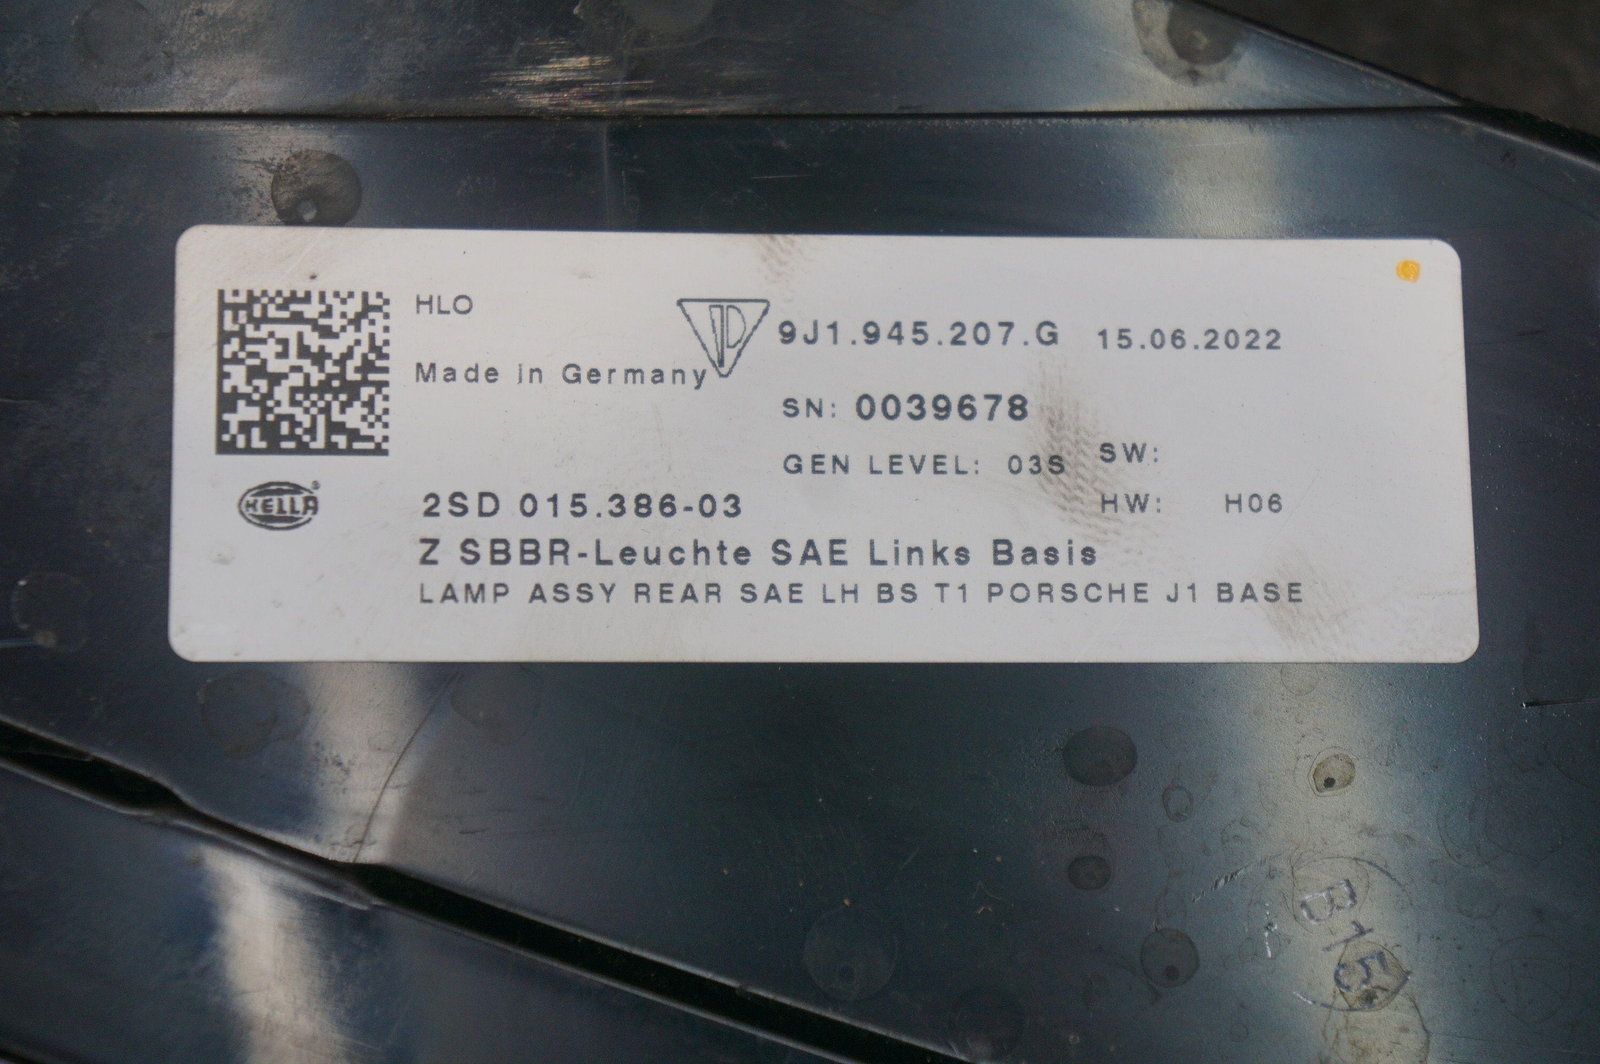 HLO
9J1.945.207.G 15.06.2022
Made in Germany
SN: 0039678
GEN LEVEL: 03S SW:
HELLA
2SD 015.386-03 HW: H06
Z SBBR-Leuchte SAE Links Basis
LAMP ASSY REAR SAE LH BS T1 PORSCHE J1 BASE
B15